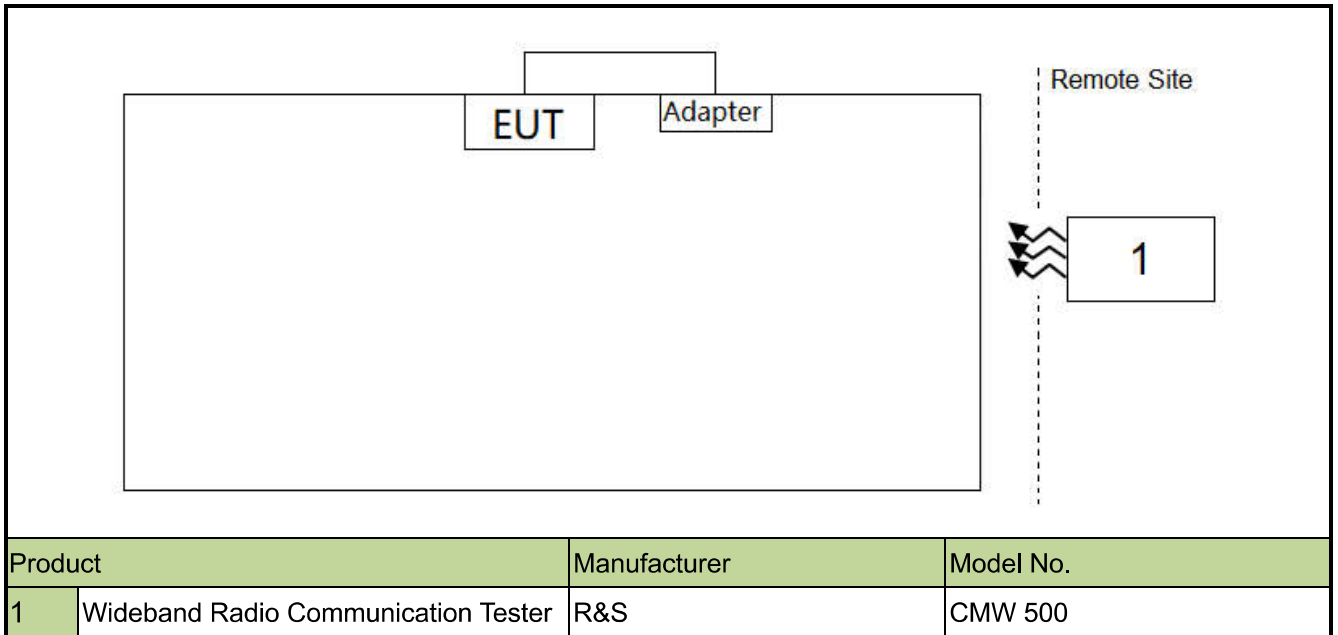 Remote Site
EUT
Adapter
1
Product Manufacturer Model No.
1 Wideband Radio Communication Tester R&S CMW 500